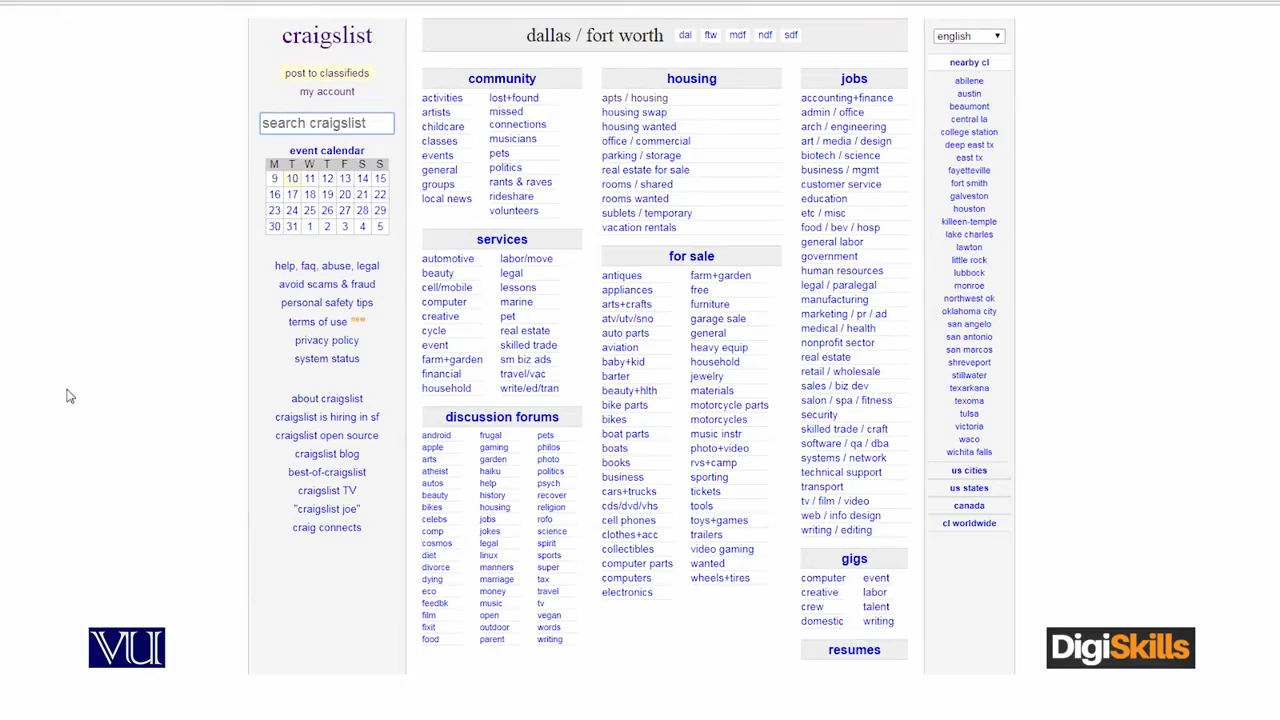 craigslist
post to classifieds
my account
search craigslist
event calendar
M T W T F S S
9 10 11 12 13 14 15
16 17 18 19 20 21 22
23 24 25 26 27 28 29
30 31 1 2 3 4 5
help, faq, abuse, legal
avoid scams & fraud
personal safety tips
terms of use new
privacy policy
system status
about craigslist
craigslist is hiring in sf
craigslist open source
craigslist blog
best-of-craigslist
craigslist TV
"craigslist joe"
craig connects
dallas / fort worth dal ftw mdf ndf sdf
community
activities
artists
childcare
classes
events
general
groups
local news
lost+found
missed
connections
musicians
pets
politics
rants & raves
rideshare
volunteers
services
automotive
beauty
cell/mobile
computer
creative
cycle
event
farm+garden
financial
household
labor/move
legal
lessons
marine
pet
real estate
skilled trade
sm biz ads
travel/vac
write/ed/tran
discussion forums
android
apple
arts
atheist
autos
beauty
bikes
celebs
comp
cosmos
diet
divorce
dying
eco
feedbk
film
fixit
food
frugal
gaming
garden
haiku
help
history
housing
jobs
jokes
legal
linux
manners
marriage
money
music
open
outdoor
parent
pets
philos
photo
politics
psych
recover
religion
rofo
science
spirit
sports
super
tax
travel
tv
vegan
words
writing
housing
apts / housing
housing swap
housing wanted
office / commercial
parking / storage
real estate for sale
rooms / shared
rooms wanted
sublets / temporary
vacation rentals
for sale
antiques
appliances
arts+crafts
atv/utv/sno
auto parts
aviation
baby+kid
barter
beauty+hlth
bike parts
bikes
boat parts
boats
books
business
cars+trucks
cds/dvd/vhs
cell phones
clothes+acc
collectibles
computer parts
computers
electronics
farm+garden
free
furniture
garage sale
general
heavy equip
household
jewelry
materials
motorcycle parts
motorcycles
music instr
photo+video
rvs+camp
sporting
tickets
tools
toys+games
trailers
video gaming
wanted
wheels+tires
jobs
accounting+finance
admin / office
arch / engineering
art / media / design
biotech / science
business / mgmt
customer service
education
etc / misc
food / bev / hosp
general labor
government
human resources
legal / paralegal
manufacturing
marketing / pr / ad
medical / health
nonprofit sector
real estate
retail / wholesale
sales / biz dev
salon / spa / fitness
security
skilled trade / craft
software / qa / dba
systems / network
technical support
transport
tv / film / video
web / info design
writing / editing
gigs
computer
creative
crew
domestic
event
labor
talent
writing
resumes
english
nearby cl
abilene
austin
beaumont
central la
college station
deep east tx
east tx
fayetteville
fort smith
galveston
houston
killeen-temple
lake charles
lawton
little rock
lubbock
monroe
northwest ok
oklahoma city
san angelo
san antonio
san marcos
shreveport
stillwater
texarkana
texoma
tulsa
victoria
waco
wichita falls
us cities
us states
canada
cl worldwide
VU
DigiSkills